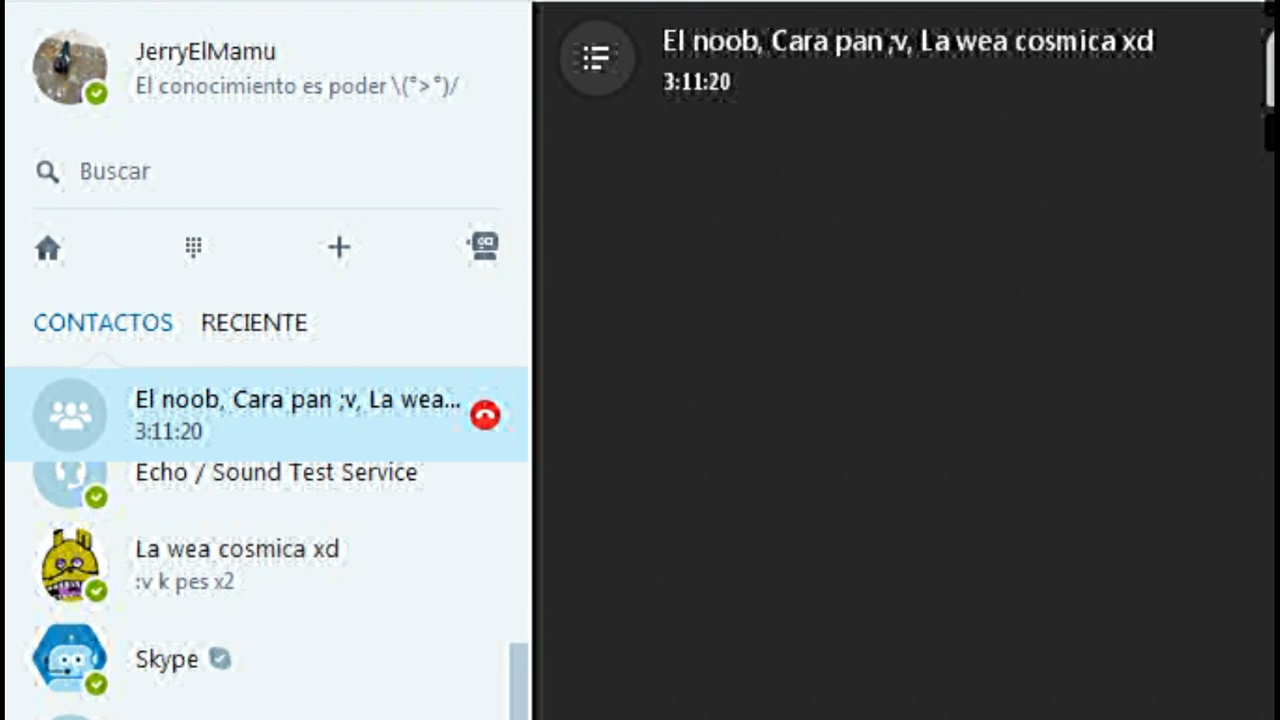 JerryElMamu
El conocimiento es poder \(°>°)/
Buscar
CONTACTOS RECIENTE
El noob, Cara pan ;v, La wea...
3:11:20
Echo / Sound Test Service
La wea cosmica xd
:v k pes x2
Skype
El noob, Cara pan ;v, La wea cosmica xd
3:11:20